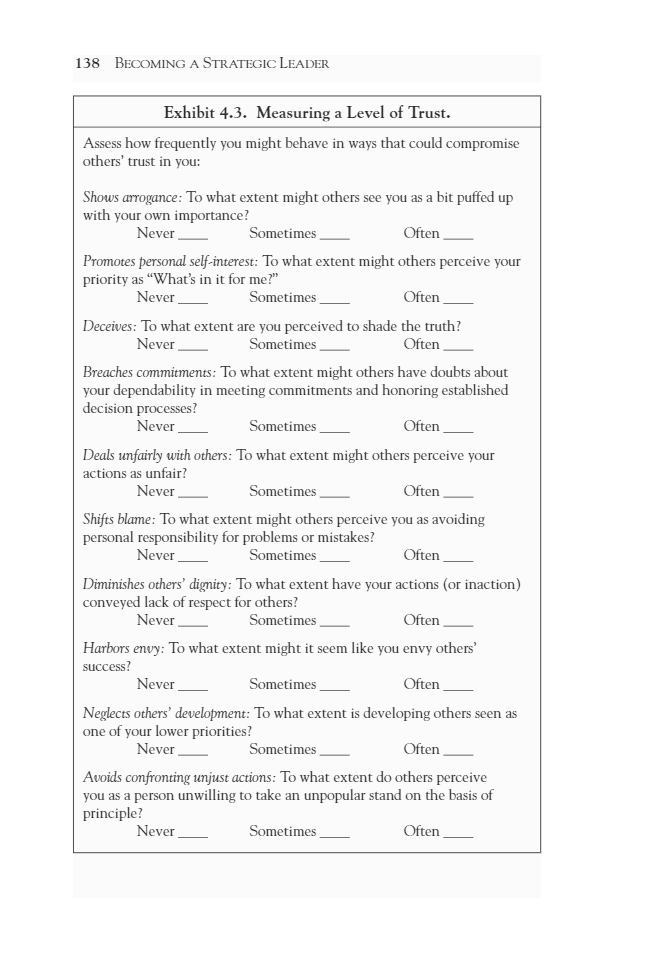 138 BECOMING A STRATEGIC LEADER
Exhibit 4.3. Measuring a Level of Trust.
Assess how frequently you might behave in ways that could compromise
others’ trust in you:
Shows arrogance: To what extent might others see you as a bit puffed up
with your own importance?
Never ____ Sometimes ____ Often ____
Promotes personal self-interest: To what extent might others perceive your
priority as “What’s in it for me?”
Never ____ Sometimes ____ Often ____
Deceives: To what extent are you perceived to shade the truth?
Never ____ Sometimes ____ Often ____
Breaches commitments: To what extent might others have doubts about
your dependability in meeting commitments and honoring established
decision processes?
Never ____ Sometimes ____ Often ____
Deals unfairly with others: To what extent might others perceive your
actions as unfair?
Never ____ Sometimes ____ Often ____
Shifts blame: To what extent might others perceive you as avoiding
personal responsibility for problems or mistakes?
Never ____ Sometimes ____ Often ____
Diminishes others’ dignity: To what extent have your actions (or inaction)
conveyed lack of respect for others?
Never ____ Sometimes ____ Often ____
Harbors envy: To what extent might it seem like you envy others’
success?
Never ____ Sometimes ____ Often ____
Neglects others’ development: To what extent is developing others seen as
one of your lower priorities?
Never ____ Sometimes ____ Often ____
Avoids confronting unjust actions: To what extent do others perceive
you as a person unwilling to take an unpopular stand on the basis of
principle?
Never ____ Sometimes ____ Often ____